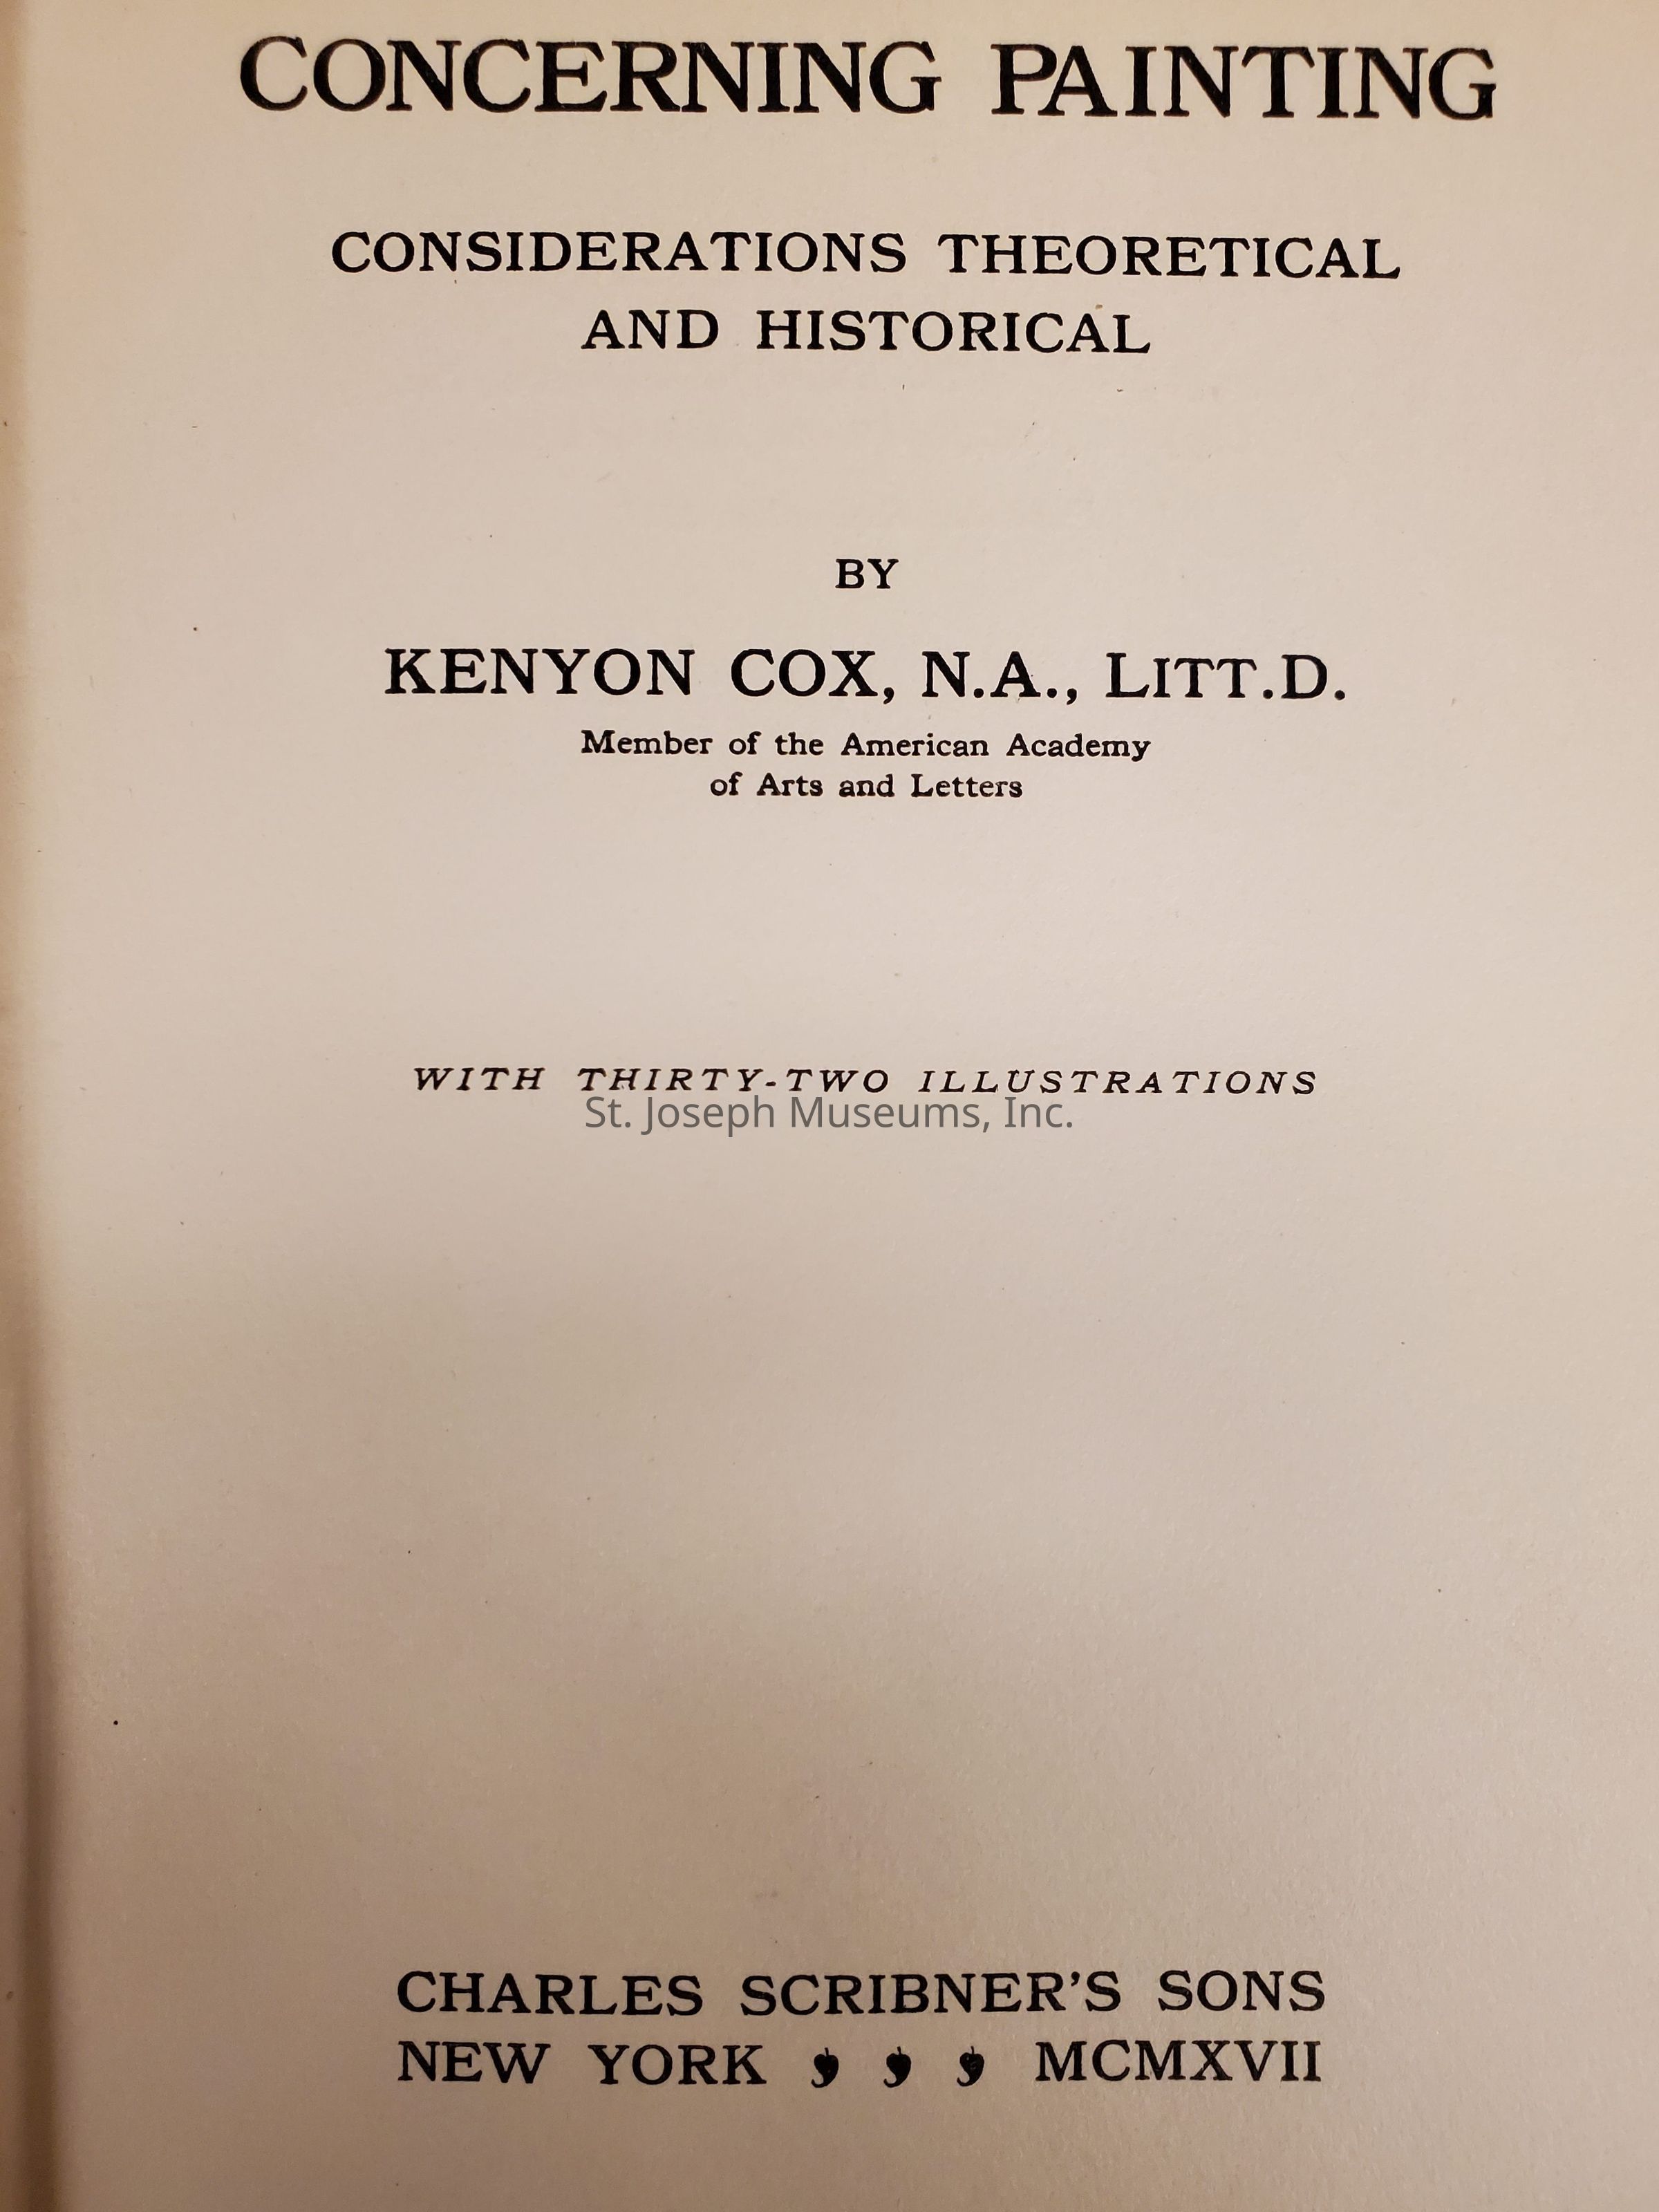 CONCERNING PAINTING
CONSIDERATIONS THEORETICAL
AND HISTORICAL
BY
KENYON COX, N.A., LITT.D.
Member of the American Academy
of Arts and Letters
WITH THIRTY-TWO ILLUSTRATIONS
St. Joseph Museums, Inc.
CHARLES SCRIBNER'S SONS
NEW YORK ❧ ❧ ❧ MCMXVII